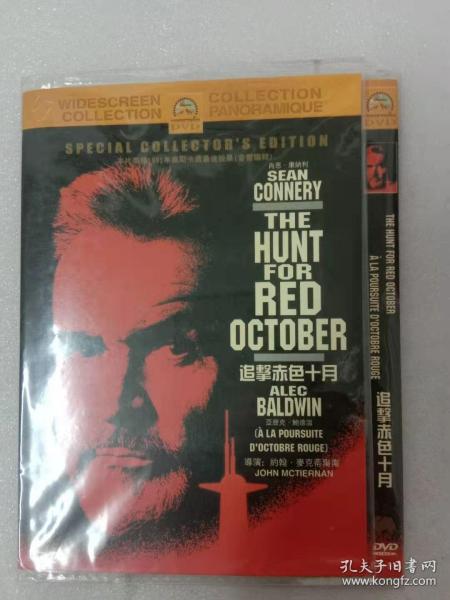 WIDESCREEN
COLLECTION
DVD
COLLECTION
PANORAMIQUE
SPECIAL COLLECTOR'S EDITION
SEAN
CONNERY
THE
HUNT
FOR
RED
OCTOBER
追擊赤色十月
ALEC
BALDWIN
(À LA POURSUITE
D'OCTOBRE ROUGE)
JOHN MCTIERNAN
DVD
THE HUNT FOR RED OCTOBER
À LA POURSUITE D'OCTOBRE ROUGE
追擊赤色十月
DVD
孔夫子旧书网
www.kongfz.com